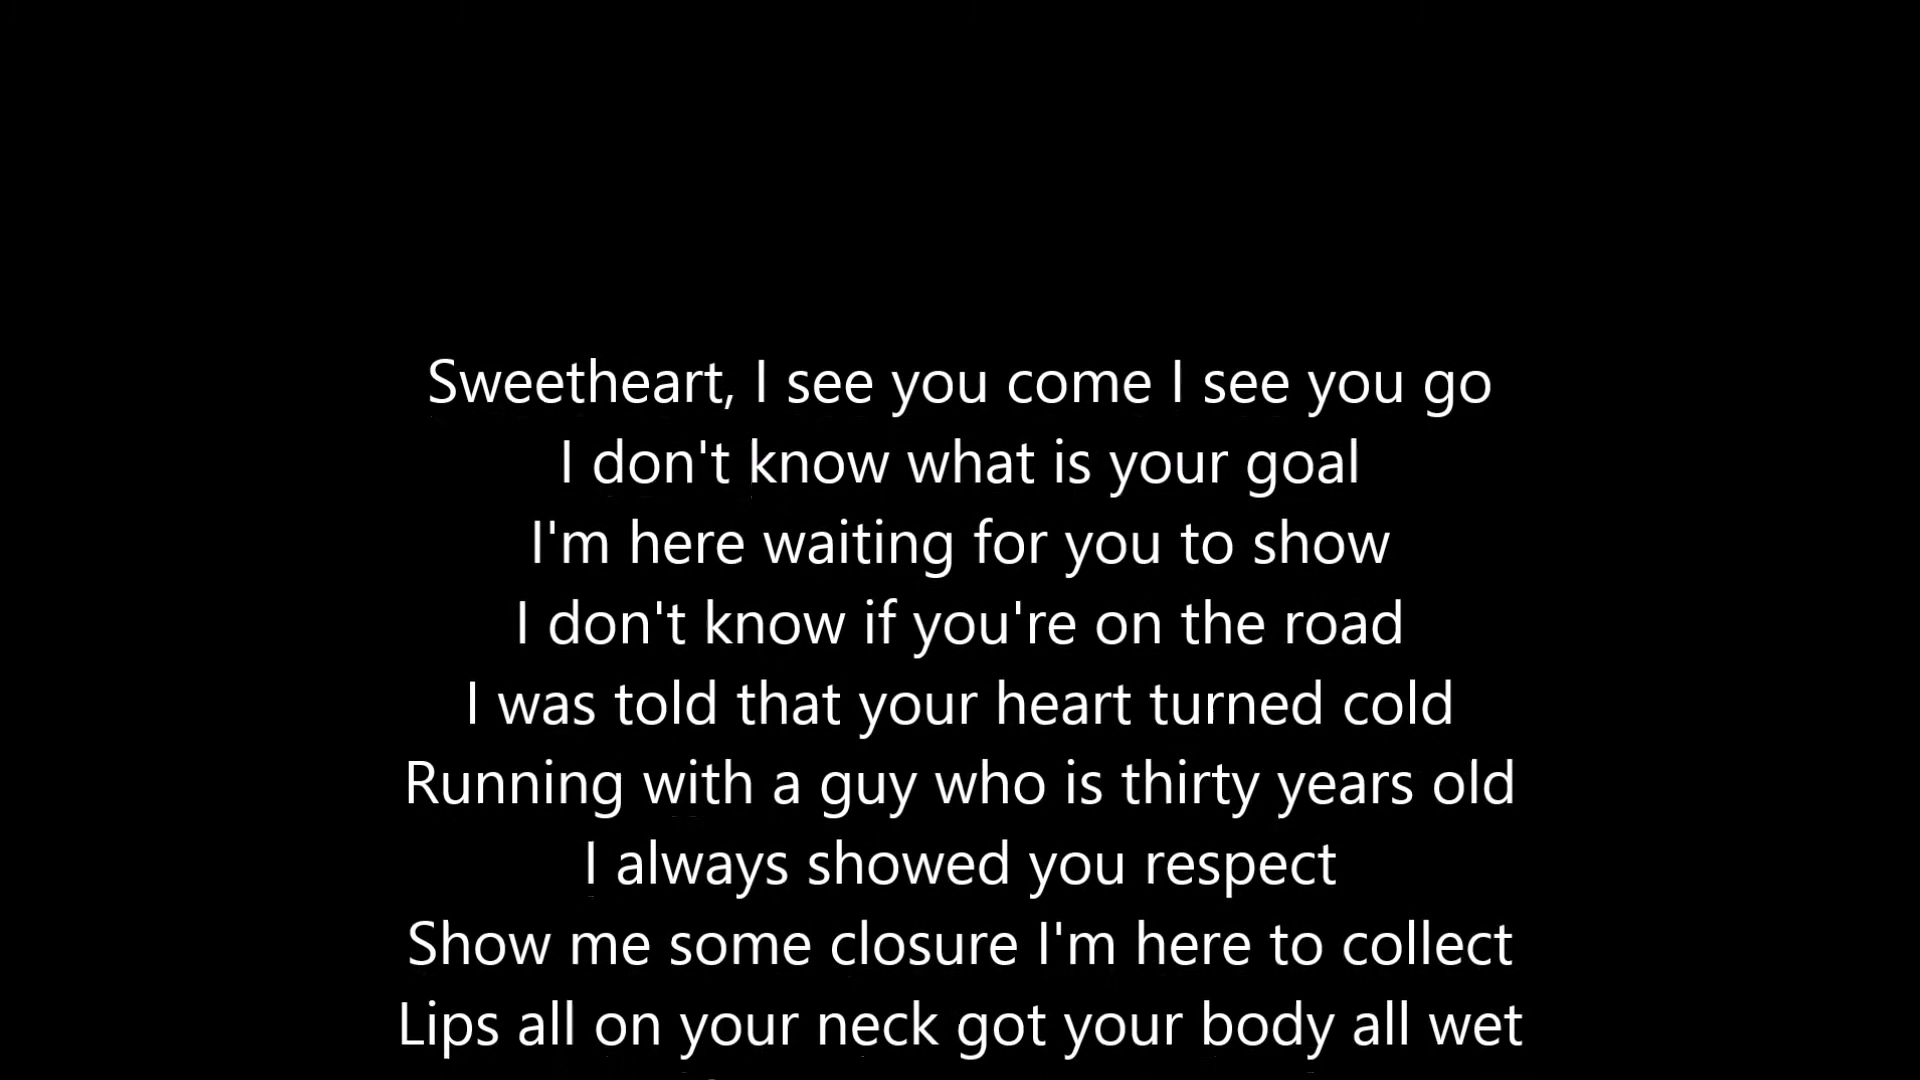 Sweetheart, I see you come I see you go
I don't know what is your goal
I'm here waiting for you to show
I don't know if you're on the road
I was told that your heart turned cold
Running with a guy who is thirty years old
I always showed you respect
Show me some closure I'm here to collect
Lips all on your neck got your body all wet